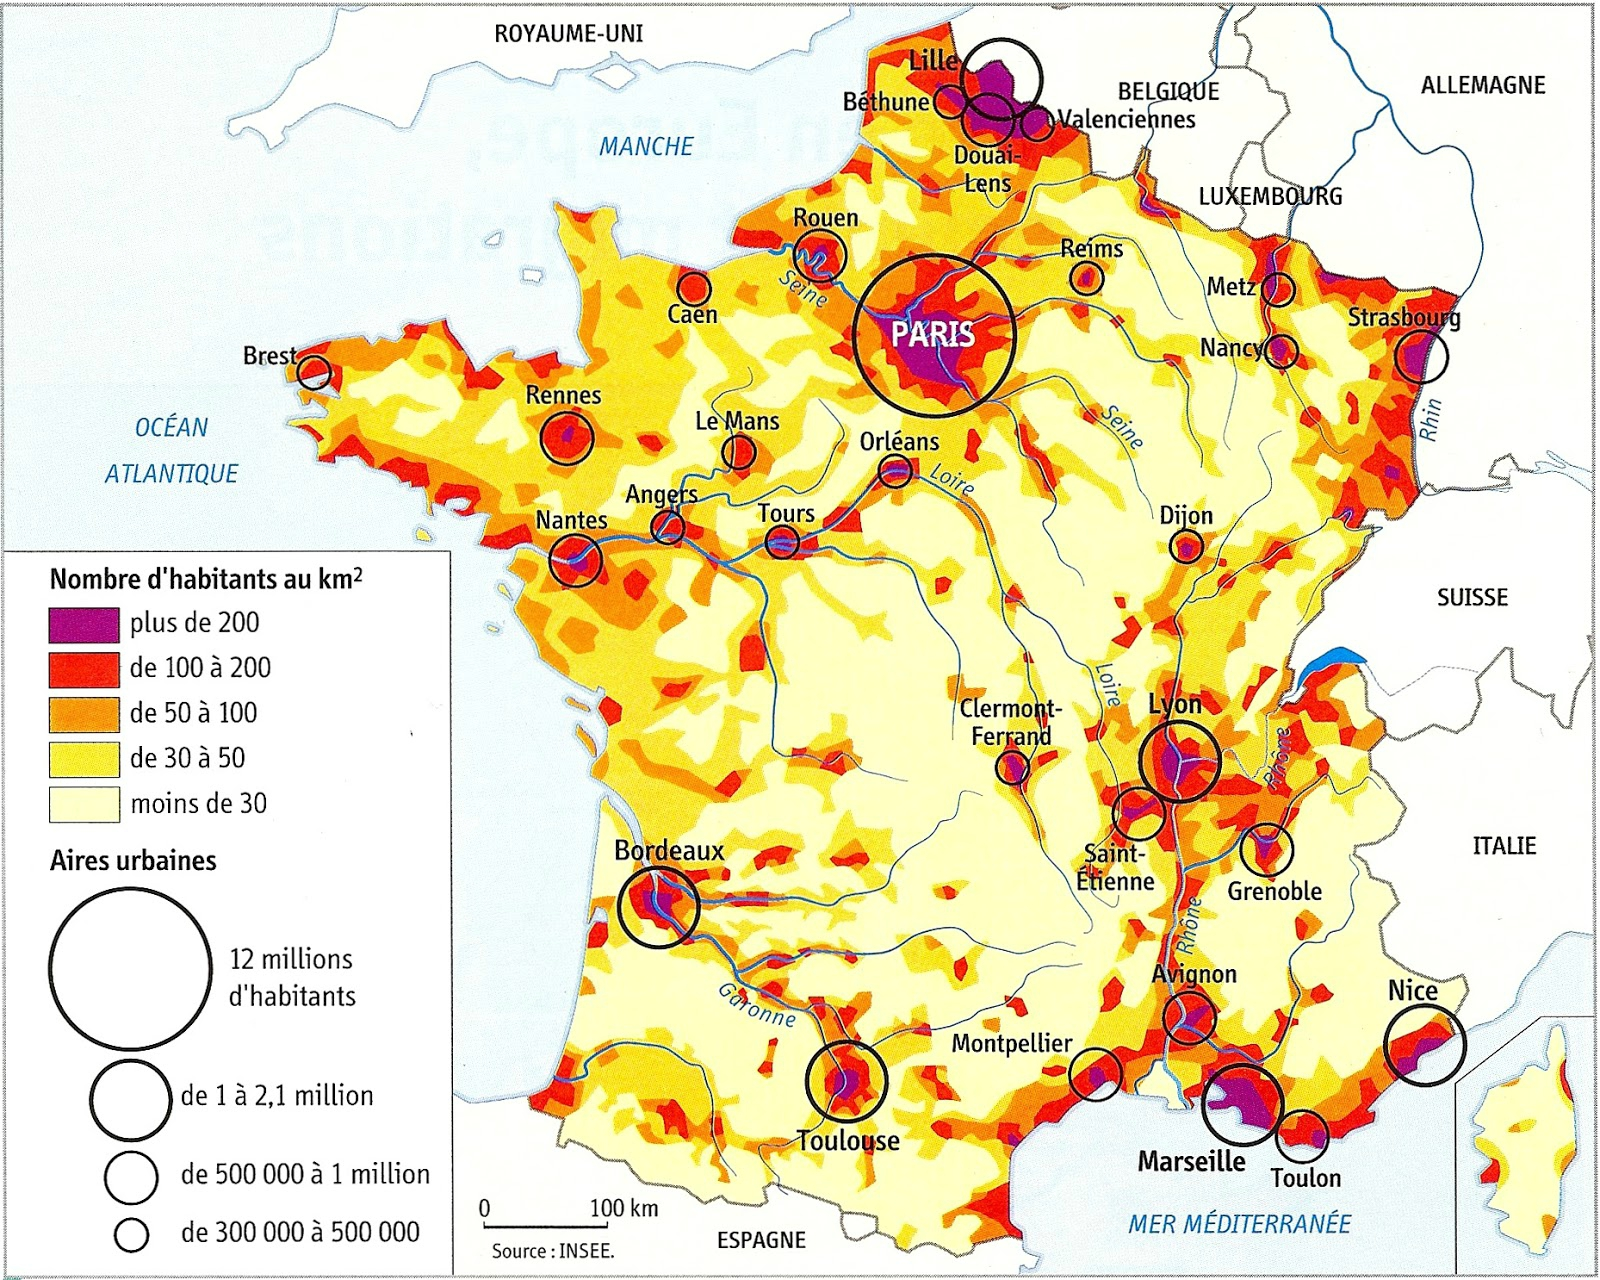 ROYAUME-UNI
MANCHE
BELGIQUE
ALLEMAGNE
LUXEMBOURG
Lille
Béthune
Valenciennes
Douai-
Lens
Rouen
Seine
Reims
Caen
PARIS
Metz
Nancy
Strasbourg
Rhin
Brest
Rennes
Le Mans
Orléans
Loire
Seine
OCÉAN
ATLANTIQUE
Angers
Nantes
Tours
Dijon
SUISSE
Loire
Lyon
Clermont-
Ferrand
Rhône
Saint-
Étienne
Grenoble
ITALIE
Bordeaux
Rhône
Avignon
Garonne
Montpellier
Nice
Toulouse
Marseille
Toulon
MER MÉDITERRANÉE
ESPAGNE
Nombre d'habitants au km²
plus de 200
de 100 à 200
de 50 à 100
de 30 à 50
moins de 30
Aires urbaines
12 millions
d'habitants
de 1 à 2,1 million
de 500 000 à 1 million
de 300 000 à 500 000
0 100 km
Source : INSEE.